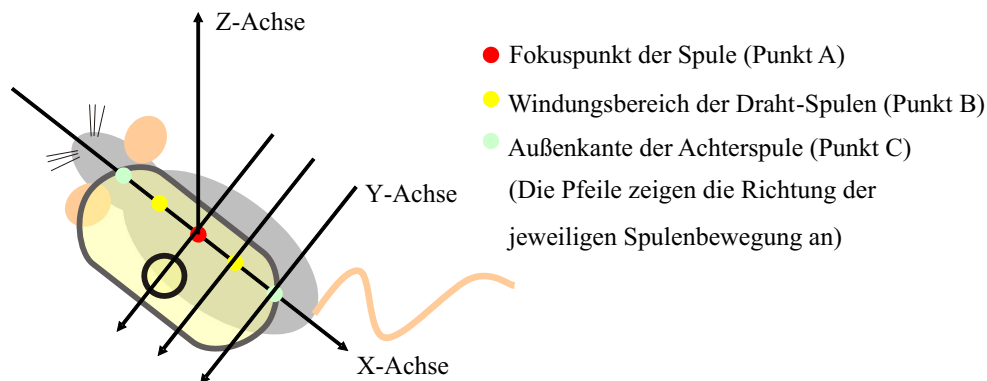 Z-Achse
Fokuspunkt der Spule (Punkt A)
Windungsbereich der Draht-Spulen (Punkt B)
Außenkante der Achterspule (Punkt C)
Y-Achse
(Die Pfeile zeigen die Richtung der
jeweiligen Spulenbewegung an)
X-Achse